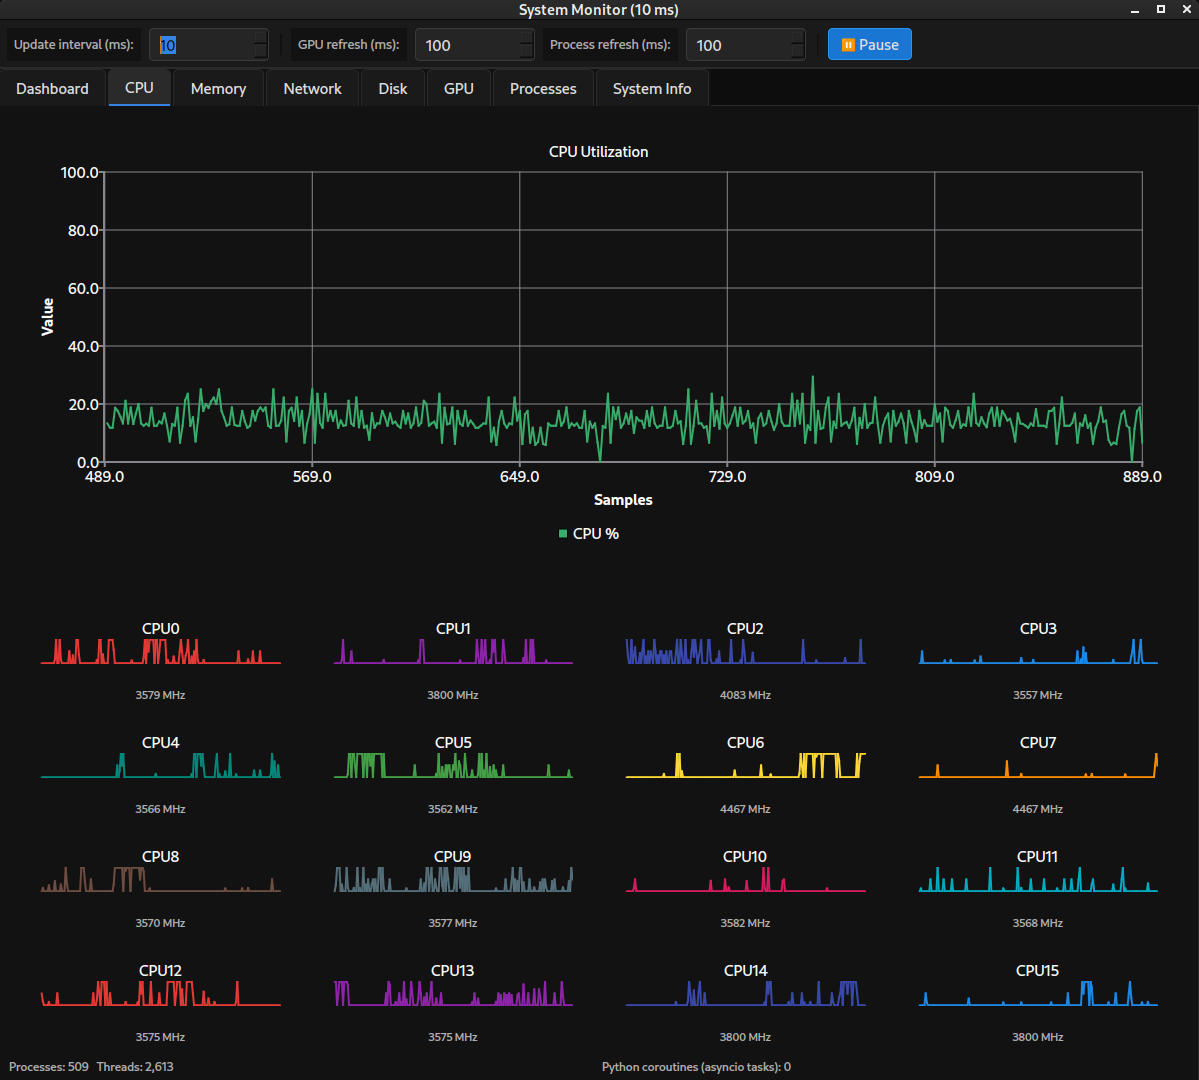 System Monitor (10 ms)
Update interval (ms): 10 GPU refresh (ms): 100 Process refresh (ms): 100 Pause
Dashboard CPU Memory Network Disk GPU Processes System Info
CPU Utilization
100.0
80.0
60.0
40.0
20.0
0.0
Value
489.0 569.0 649.0 729.0 809.0 889.0
Samples
CPU %
CPU0 CPU1 CPU2 CPU3
3579 MHz 3800 MHz 4083 MHz 3557 MHz
CPU4 CPU5 CPU6 CPU7
3566 MHz 3562 MHz 4467 MHz 4467 MHz
CPU8 CPU9 CPU10 CPU11
3570 MHz 3577 MHz 3582 MHz 3568 MHz
CPU12 CPU13 CPU14 CPU15
3575 MHz 3575 MHz 3800 MHz 3800 MHz
Processes: 509 Threads: 2,613 Python coroutines (asyncio tasks): 0